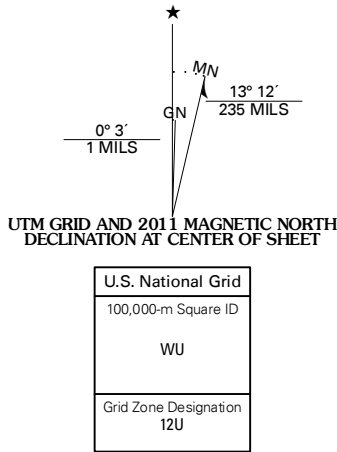 MN
GN
13° 12´
235 MILS
0° 3´
1 MILS
UTM GRID AND 2011 MAGNETIC NORTH
DECLINATION AT CENTER OF SHEET
U.S. National Grid
100,000-m Square ID
WU
Grid Zone Designation
12U